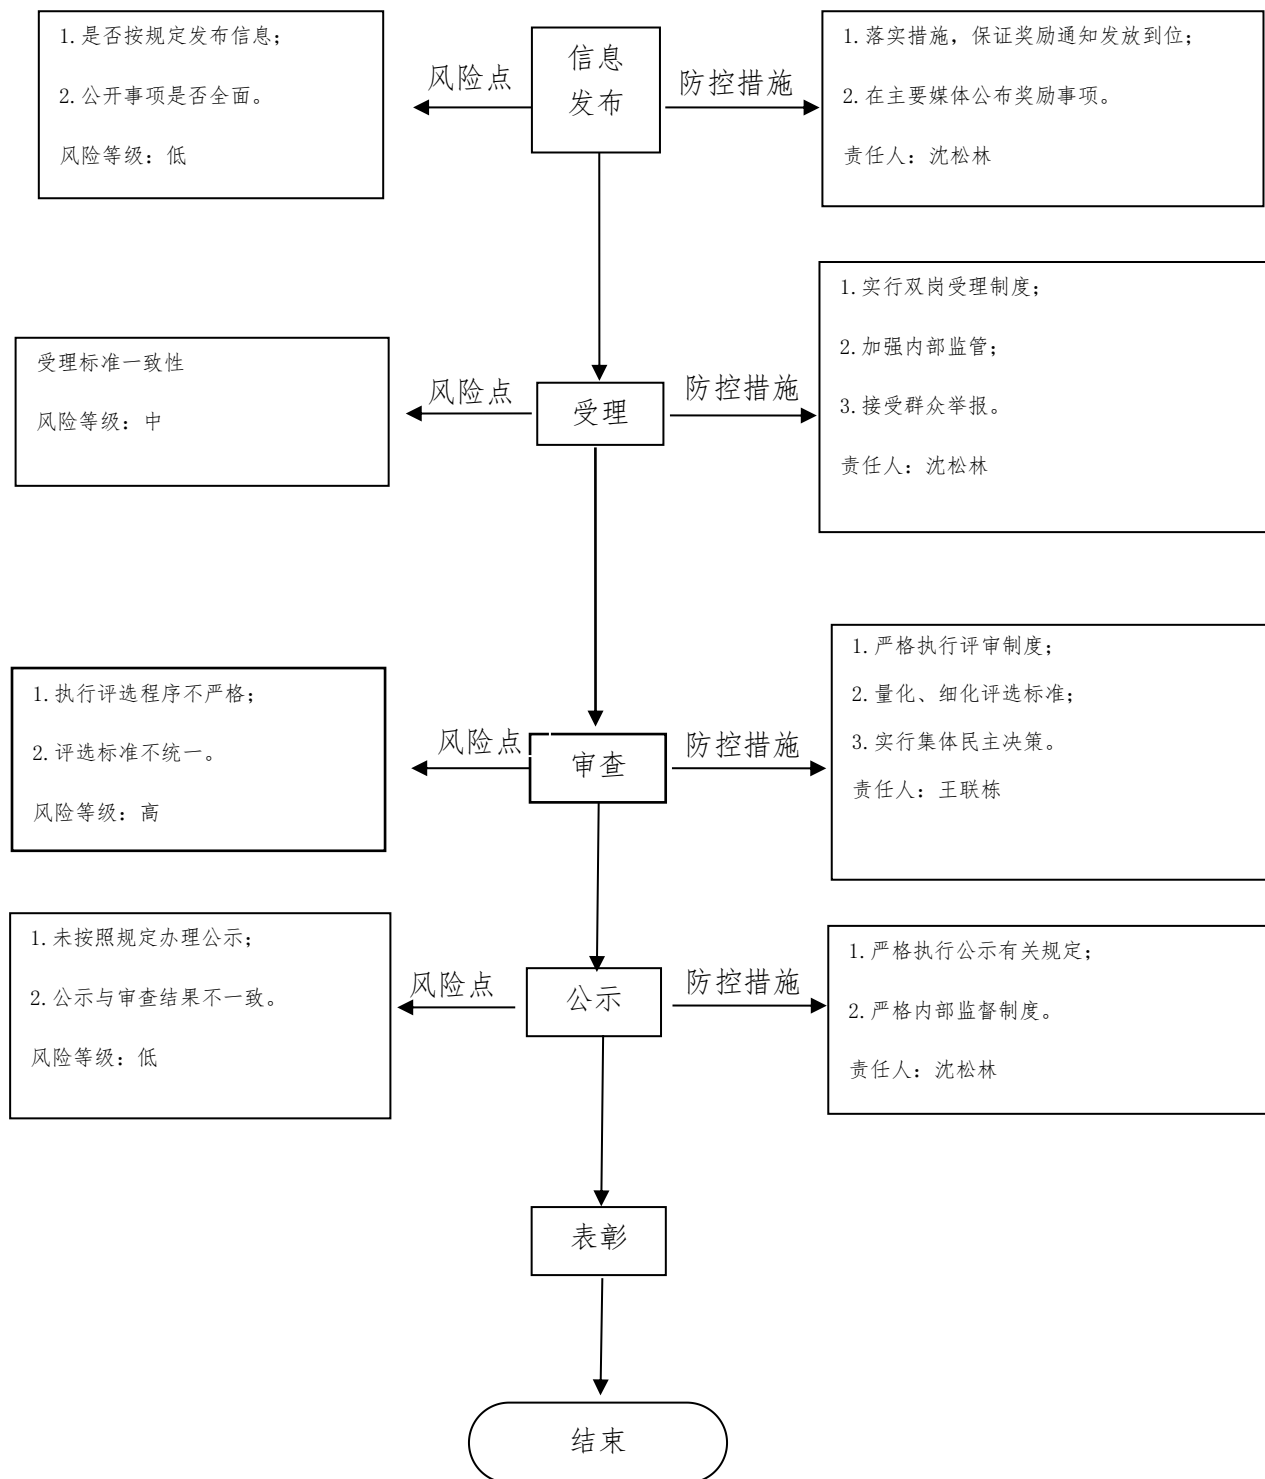 1.是否按规定发布信息；
2.公开事项是否全面。
风险等级：低
风险点
信息
发布
防控措施
1.落实措施，保证奖励通知发放到位；
2.在主要媒体公布奖励事项。
责任人：沈松林
受理标准一致性
风险等级：中
风险点
受理
防控措施
1.实行双岗受理制度；
2.加强内部监管；
3.接受群众举报。
责任人：沈松林
1.执行评选程序不严格；
2.评选标准不统一。
风险等级：高
风险点
审查
防控措施
1.严格执行评审制度；
2.量化、细化评选标准；
3.实行集体民主决策。
责任人：王联栋
1.未按照规定办理公示；
2.公示与审查结果不一致。
风险等级：低
风险点
公示
防控措施
1.严格执行公示有关规定；
2.严格内部监督制度。
责任人：沈松林
表彰
结束